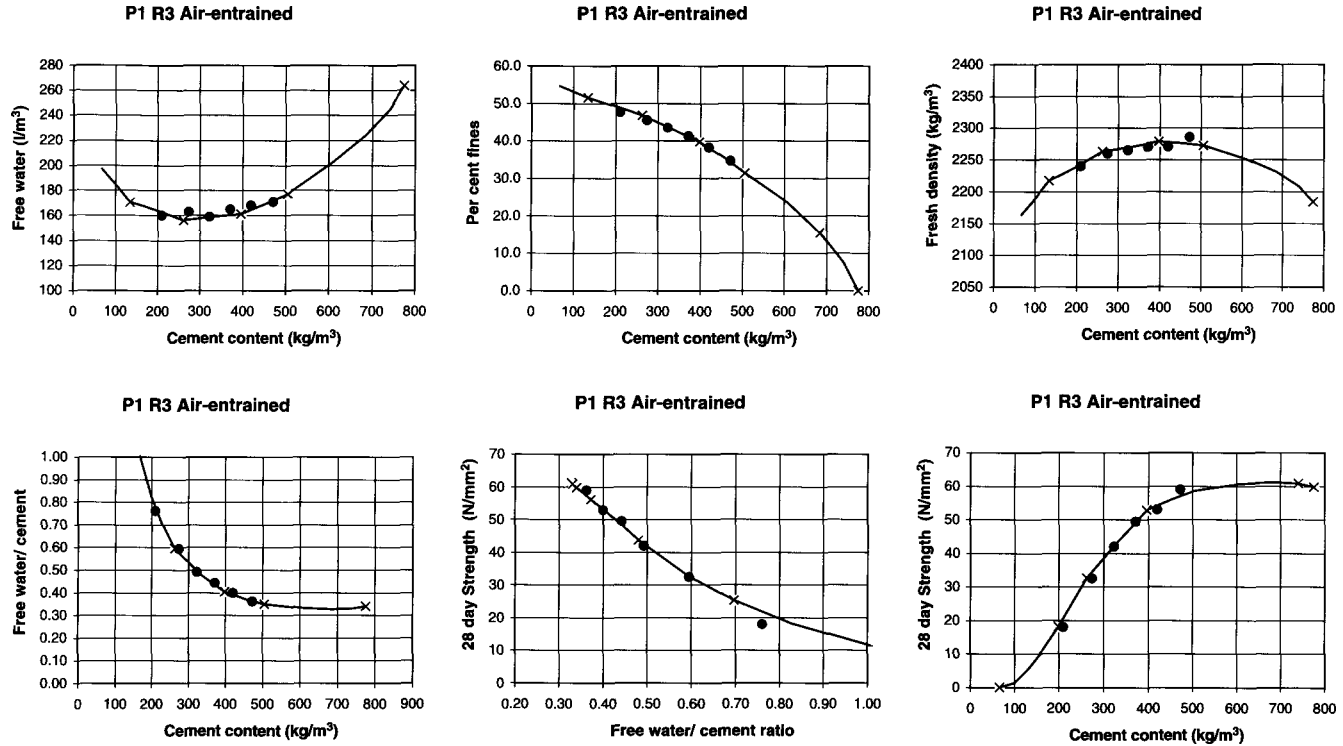 P1 R3 Air-entrained
Free water (l/m³)
280
260
240
220
200
180
160
140
120
100
0 100 200 300 400 500 600 700 800
Cement content (kg/m³)
P1 R3 Air-entrained
Per cent fines
60.0
50.0
40.0
30.0
20.0
10.0
0.0
0 100 200 300 400 500 600 700 800
Cement content (kg/m³)
P1 R3 Air-entrained
Fresh density (kg/m³)
2400
2350
2300
2250
2200
2150
2100
2050
0 100 200 300 400 500 600 700 800
Cement content (kg/m³)
P1 R3 Air-entrained
Free water/ cement
1.00
0.90
0.80
0.70
0.60
0.50
0.40
0.30
0.20
0.10
0.00
0 100 200 300 400 500 600 700 800 900
Cement content (kg/m³)
P1 R3 Air-entrained
28 day Strength (N/mm²)
70
60
50
40
30
20
10
0
0.20 0.30 0.40 0.50 0.60 0.70 0.80 0.90 1.00
Free water/ cement ratio
P1 R3 Air-entrained
28 day Strength (N/mm²)
70
60
50
40
30
20
10
0
0 100 200 300 400 500 600 700 800
Cement content (kg/m³)